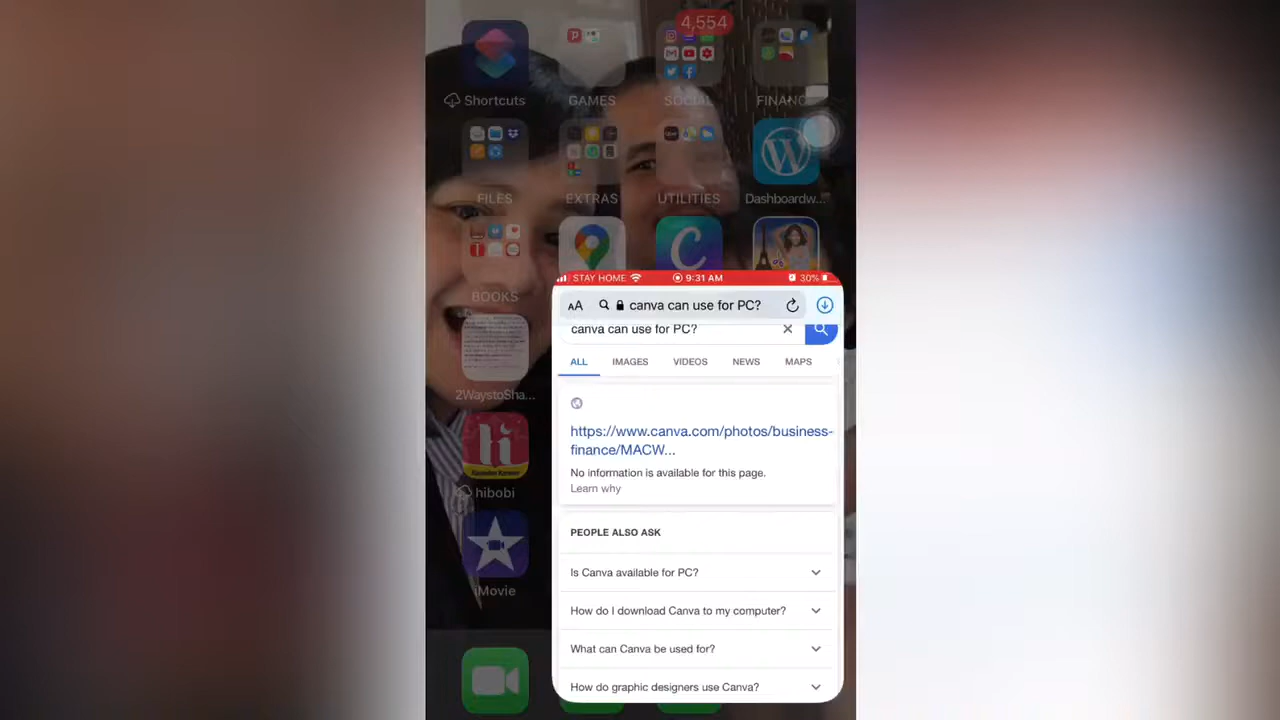 4,554
Shortcuts
GAMES
SOCIAL
FINANC
FILES
EXTRAS
UTILITIES
Dashboardw...
BOOKS
2WaystoSha...
hibobi
iMovie
STAY HOME
9:31 AM
30%
AA
canva can use for PC?
canva can use for PC?
ALL
IMAGES
VIDEOS
NEWS
MAPS
https://www.canva.com/photos/business-
finance/MACW...
No information is available for this page.
Learn why
PEOPLE ALSO ASK
Is Canva available for PC?
How do I download Canva to my computer?
What can Canva be used for?
How do graphic designers use Canva?